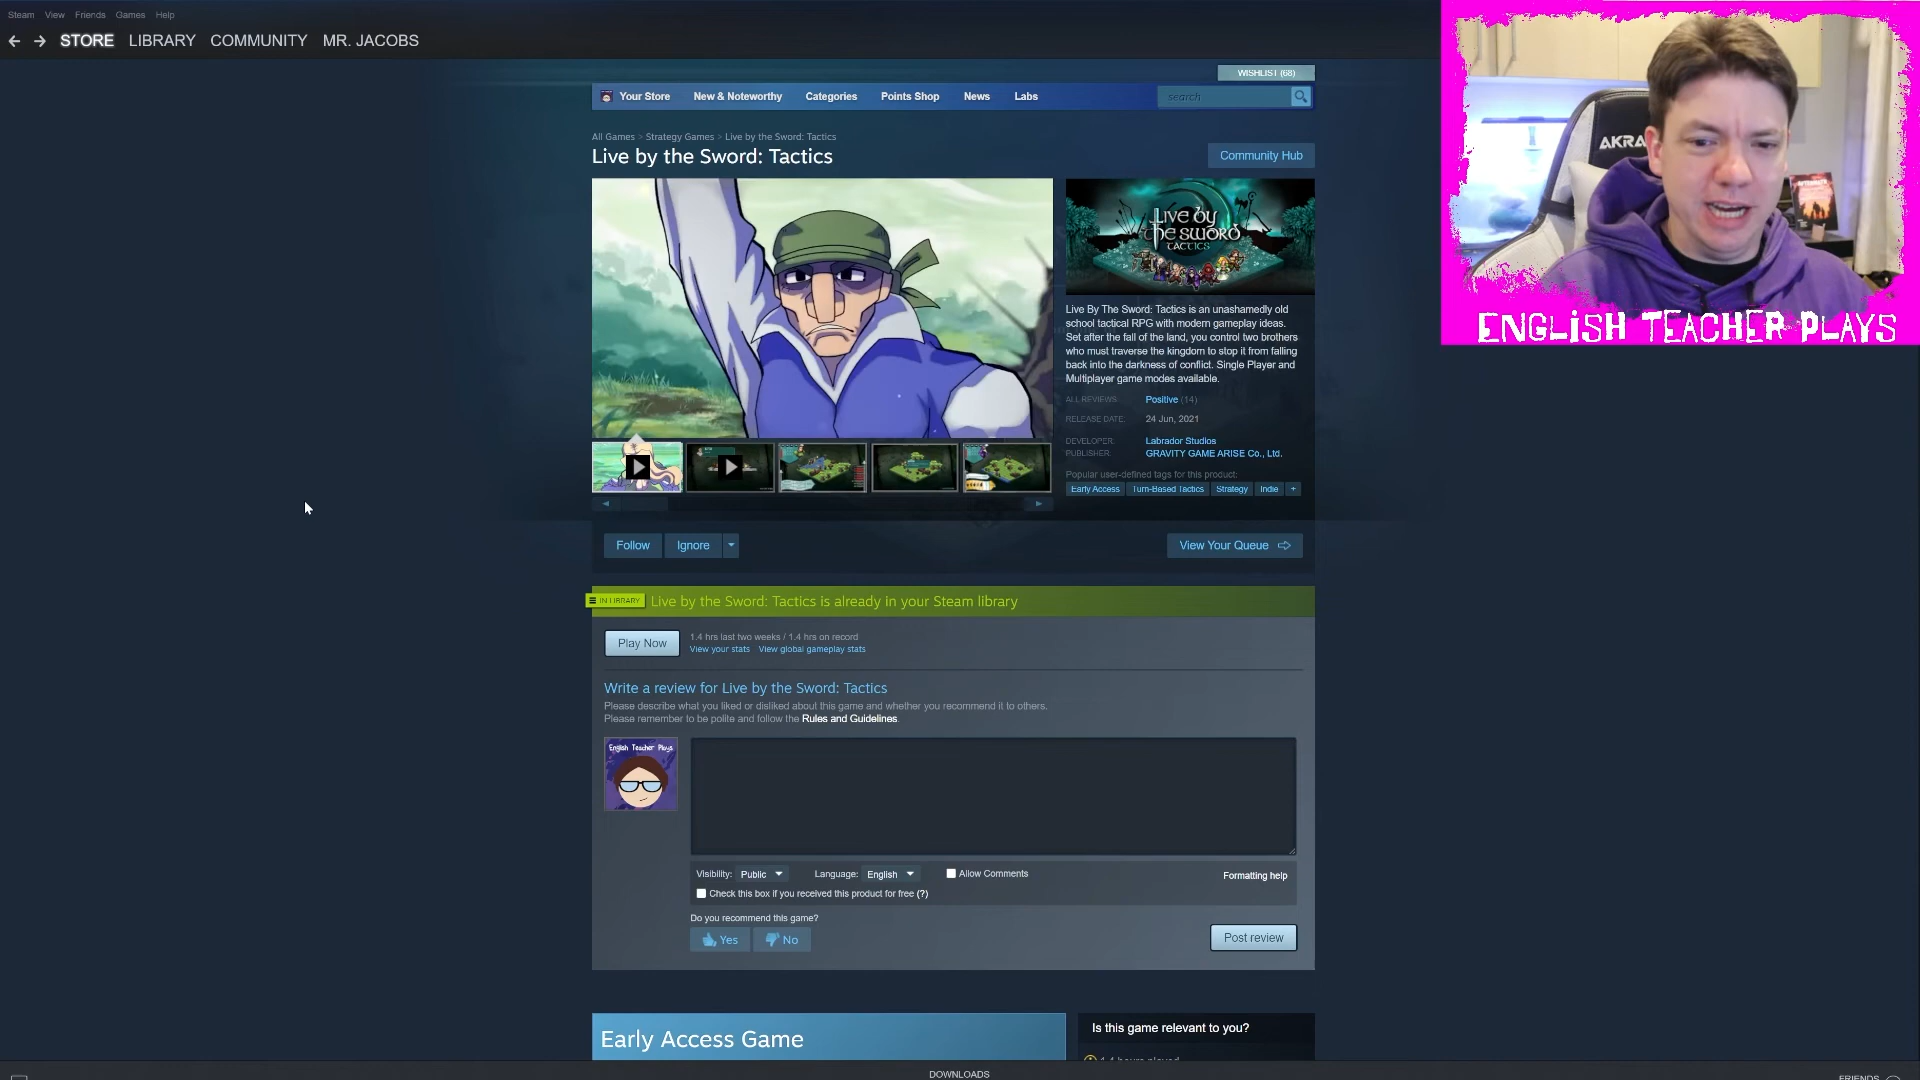 Steam View Friends Games Help
STORE LIBRARY COMMUNITY MR. JACOBS
WISHLIST (68)
Your Store New & Noteworthy Categories Points Shop News Labs
search
All Games > Strategy Games > Live by the Sword: Tactics
Live by the Sword: Tactics
Community Hub
LIVE BY
THE SWORD
TACTICS
Live By The Sword: Tactics is an unashamedly old
school tactical RPG with modern gameplay ideas.
Set after the fall of the land, you control two brothers
who must traverse the kingdom to stop it from falling
back into the darkness of conflict. Single Player and
Multiplayer game modes available.
ALL REVIEWS: Positive (14)
RELEASE DATE: 24 Jun, 2021
DEVELOPER: Labrador Studios
PUBLISHER: GRAVITY GAME ARISE Co., Ltd.
Popular user-defined tags for this product:
Early Access Turn-Based Tactics Strategy Indie +
Follow Ignore
View Your Queue
IN LIBRARY
Live by the Sword: Tactics is already in your Steam library
Play Now
1.4 hrs last two weeks / 1.4 hrs on record
View your stats View global gameplay stats
Write a review for Live by the Sword: Tactics
Please describe what you liked or disliked about this game and whether you recommend it to others.
Please remember to be polite and follow the Rules and Guidelines.
English Teacher Plays
Visibility: Public Language: English Allow Comments
Formatting help
Check this box if you received this product for free (?)
Do you recommend this game?
Yes No
Post review
Early Access Game
Is this game relevant to you?
DOWNLOADS
FRIENDS
AKRA
ENGLISH TEACHER PLAYS